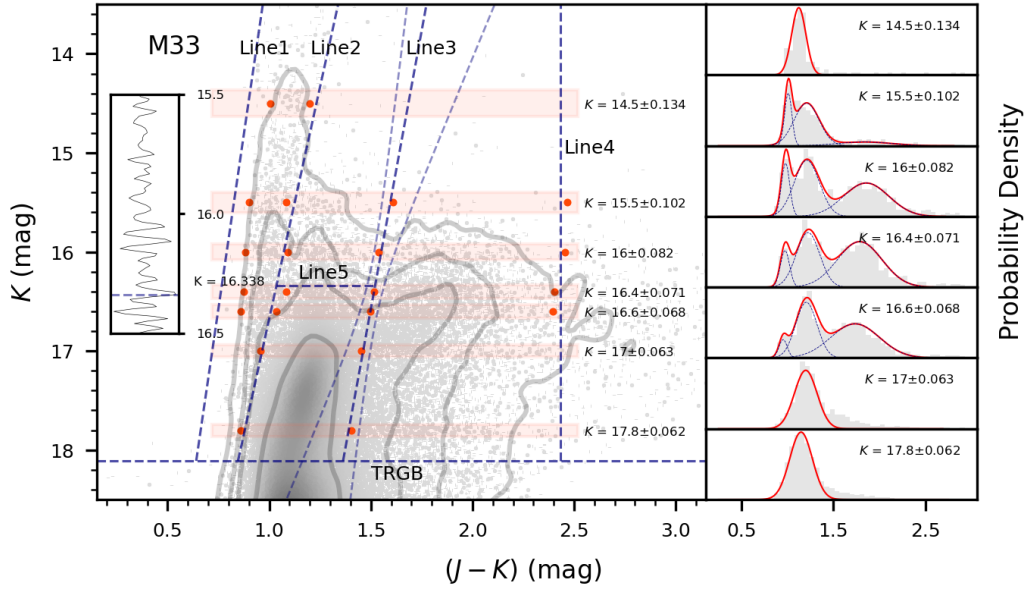 M33
Line1 Line2 Line3
Line4
Line5
TRGB
K = 16.338
K = 14.5±0.134
K = 15.5±0.102
K = 16±0.082
K = 16.4±0.071
K = 16.6±0.068
K = 17±0.063
K = 17.8±0.062
15.5
16.0
16.5
14
15
16
17
18
K (mag)
0.5 1.0 1.5 2.0 2.5 3.0
(J − K) (mag)
K = 14.5±0.134
K = 15.5±0.102
K = 16±0.082
K = 16.4±0.071
K = 16.6±0.068
K = 17±0.063
K = 17.8±0.062
0.5 1.5 2.5
Probability Density